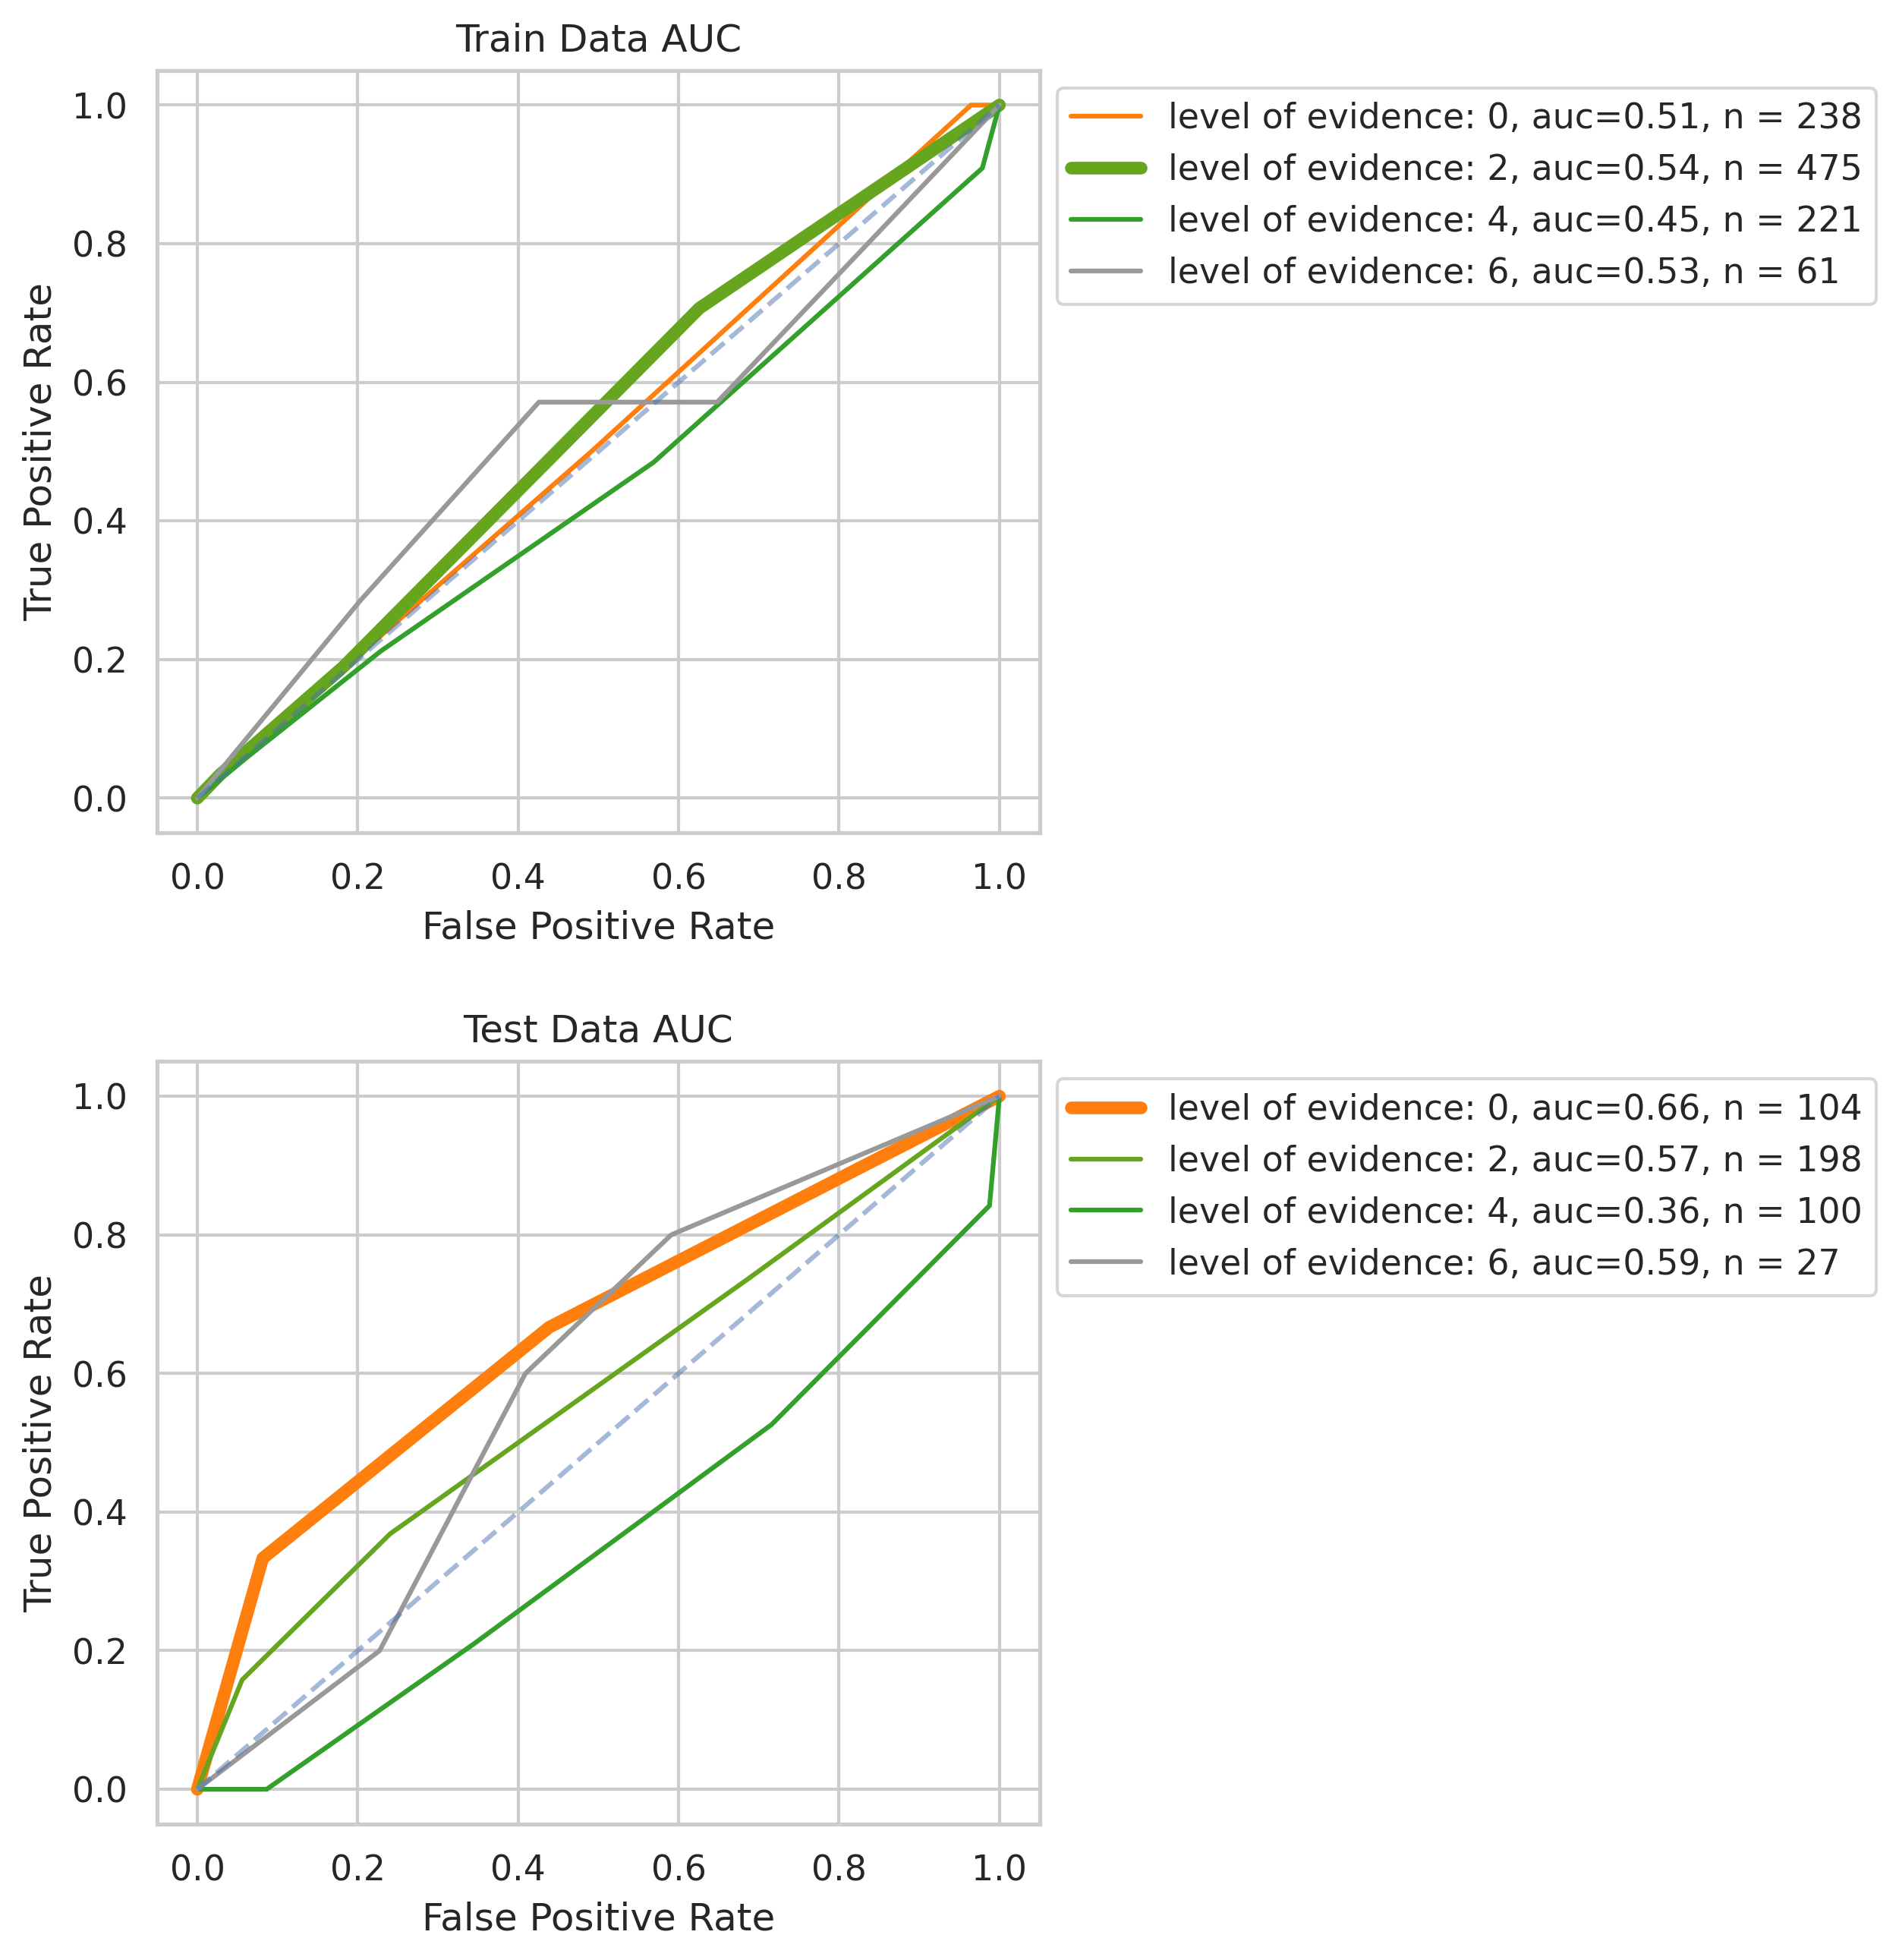 Train Data AUC
1.0
0.8
0.6
0.4
0.2
0.0
True Positive Rate
0.0 0.2 0.4 0.6 0.8 1.0
False Positive Rate
level of evidence: 0, auc=0.51, n = 238
level of evidence: 2, auc=0.54, n = 475
level of evidence: 4, auc=0.45, n = 221
level of evidence: 6, auc=0.53, n = 61
Test Data AUC
1.0
0.8
0.6
0.4
0.2
0.0
True Positive Rate
0.0 0.2 0.4 0.6 0.8 1.0
False Positive Rate
level of evidence: 0, auc=0.66, n = 104
level of evidence: 2, auc=0.57, n = 198
level of evidence: 4, auc=0.36, n = 100
level of evidence: 6, auc=0.59, n = 27